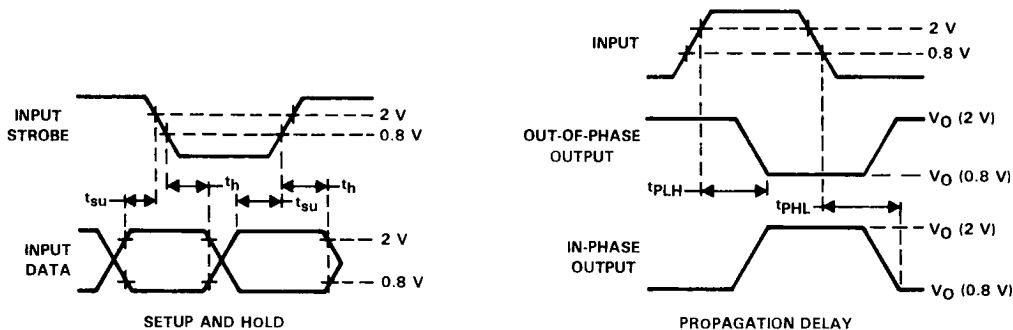 INPUT
STROBE
2 V
0.8 V
tsu
th
tsu
th
INPUT
DATA
2 V
0.8 V
SETUP AND HOLD
INPUT
2 V
0.8 V
OUT-OF-PHASE
OUTPUT
VO (2 V)
VO (0.8 V)
tPLH
tPHL
IN-PHASE
OUTPUT
VO (2 V)
VO (0.8 V)
PROPAGATION DELAY